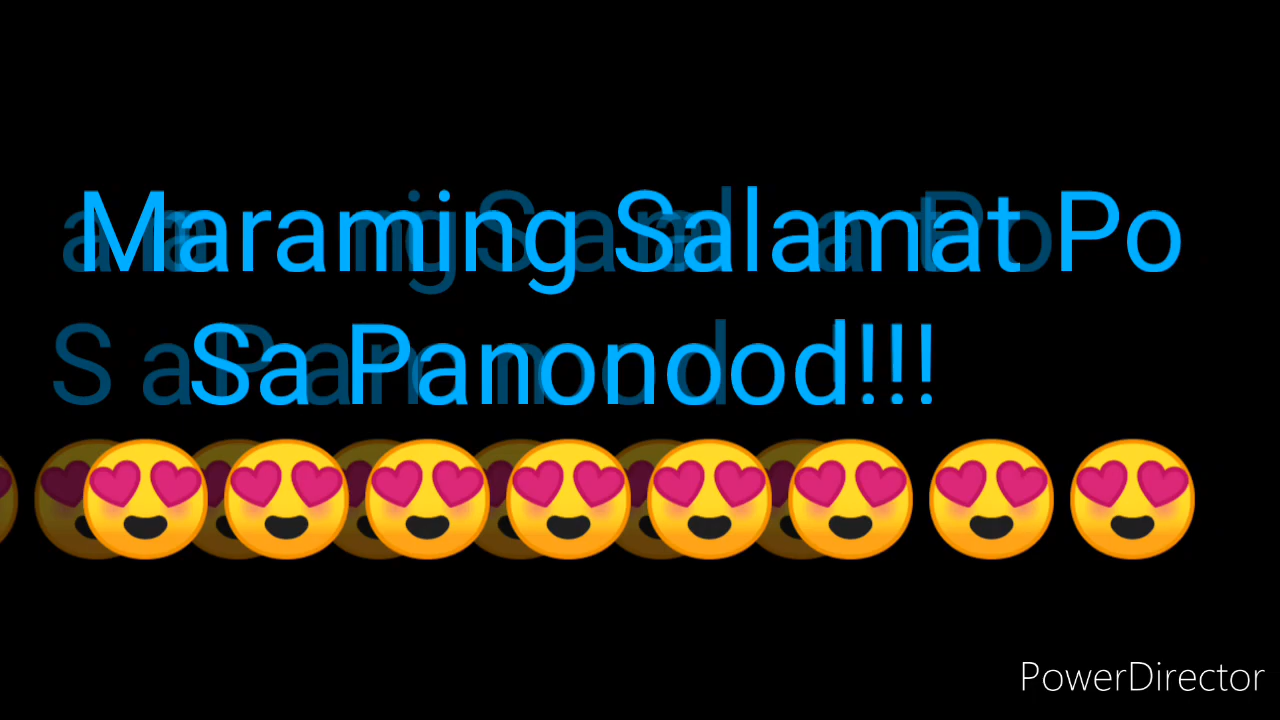 Maraming Salamat Po
Sa Panonood!!!
😍😍😍😍😍😍😍😍
PowerDirector